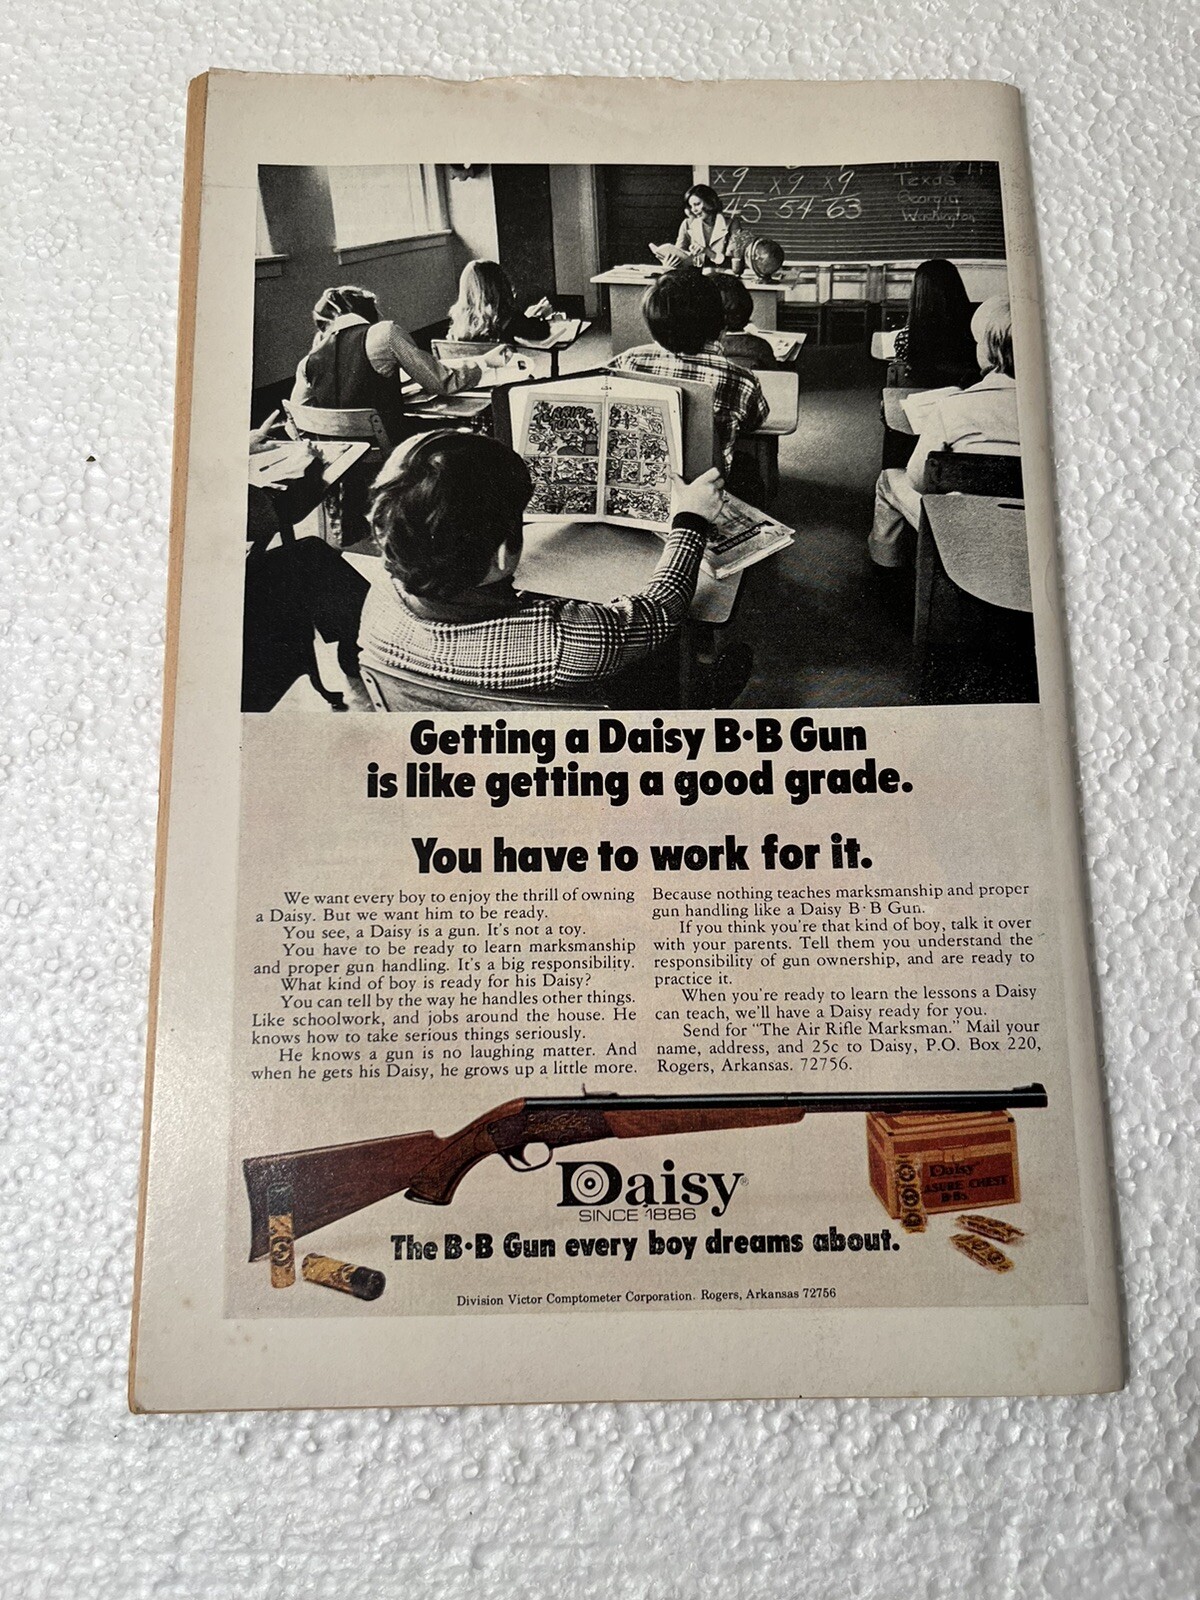 x9 x9 x9
45 54 63
Texas
Georgia
Washington
TERRIFIC
TOM
Getting a Daisy B·B Gun
is like getting a good grade.
You have to work for it.
We want every boy to enjoy the thrill of owning
a Daisy. But we want him to be ready.
You see, a Daisy is a gun. It's not a toy.
You have to be ready to learn marksmanship
and proper gun handling. It's a big responsibility.
What kind of boy is ready for his Daisy?
You can tell by the way he handles other things.
Like schoolwork, and jobs around the house. He
knows how to take serious things seriously.
He knows a gun is no laughing matter. And
when he gets his Daisy, he grows up a little more.
Because nothing teaches marksmanship and proper
gun handling like a Daisy B·B Gun.
If you think you're that kind of boy, talk it over
with your parents. Tell them you understand the
responsibility of gun ownership, and are ready to
practice it.
When you're ready to learn the lessons a Daisy
can teach, we'll have a Daisy ready for you.
Send for "The Air Rifle Marksman." Mail your
name, address, and 25c to Daisy, P.O. Box 220,
Rogers, Arkansas. 72756.
Daisy
ASURE CHEST
BBs
Daisy®
SINCE 1886
The B·B Gun every boy dreams about.
Division Victor Comptometer Corporation. Rogers, Arkansas 72756